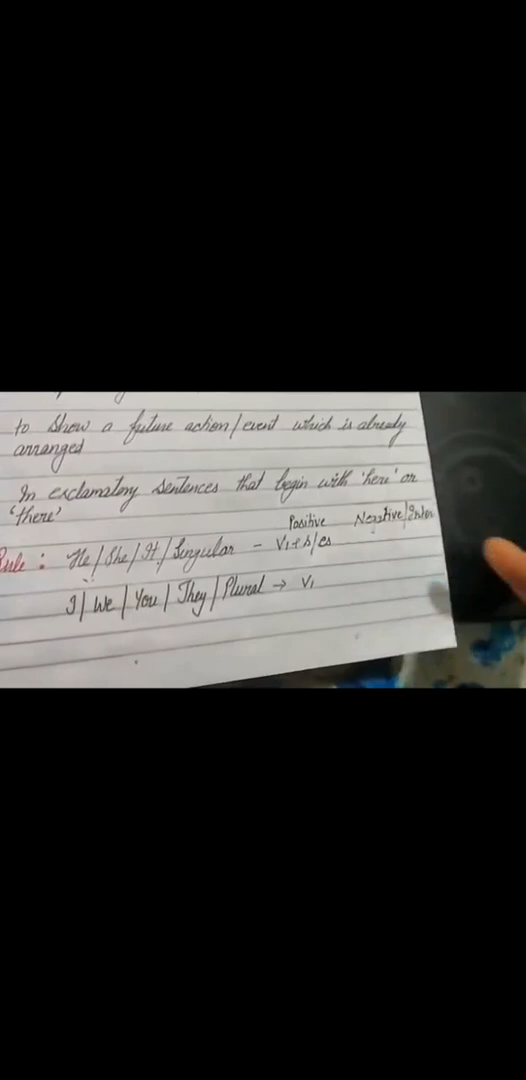 to show a future action/event which is already
arranged
In exclamatory sentences that begin with 'here' or
'there'
Positive Negative/Inter
Rule : He/She/It/Singular - V1+s/es
I/We/You/They/Plural → V1